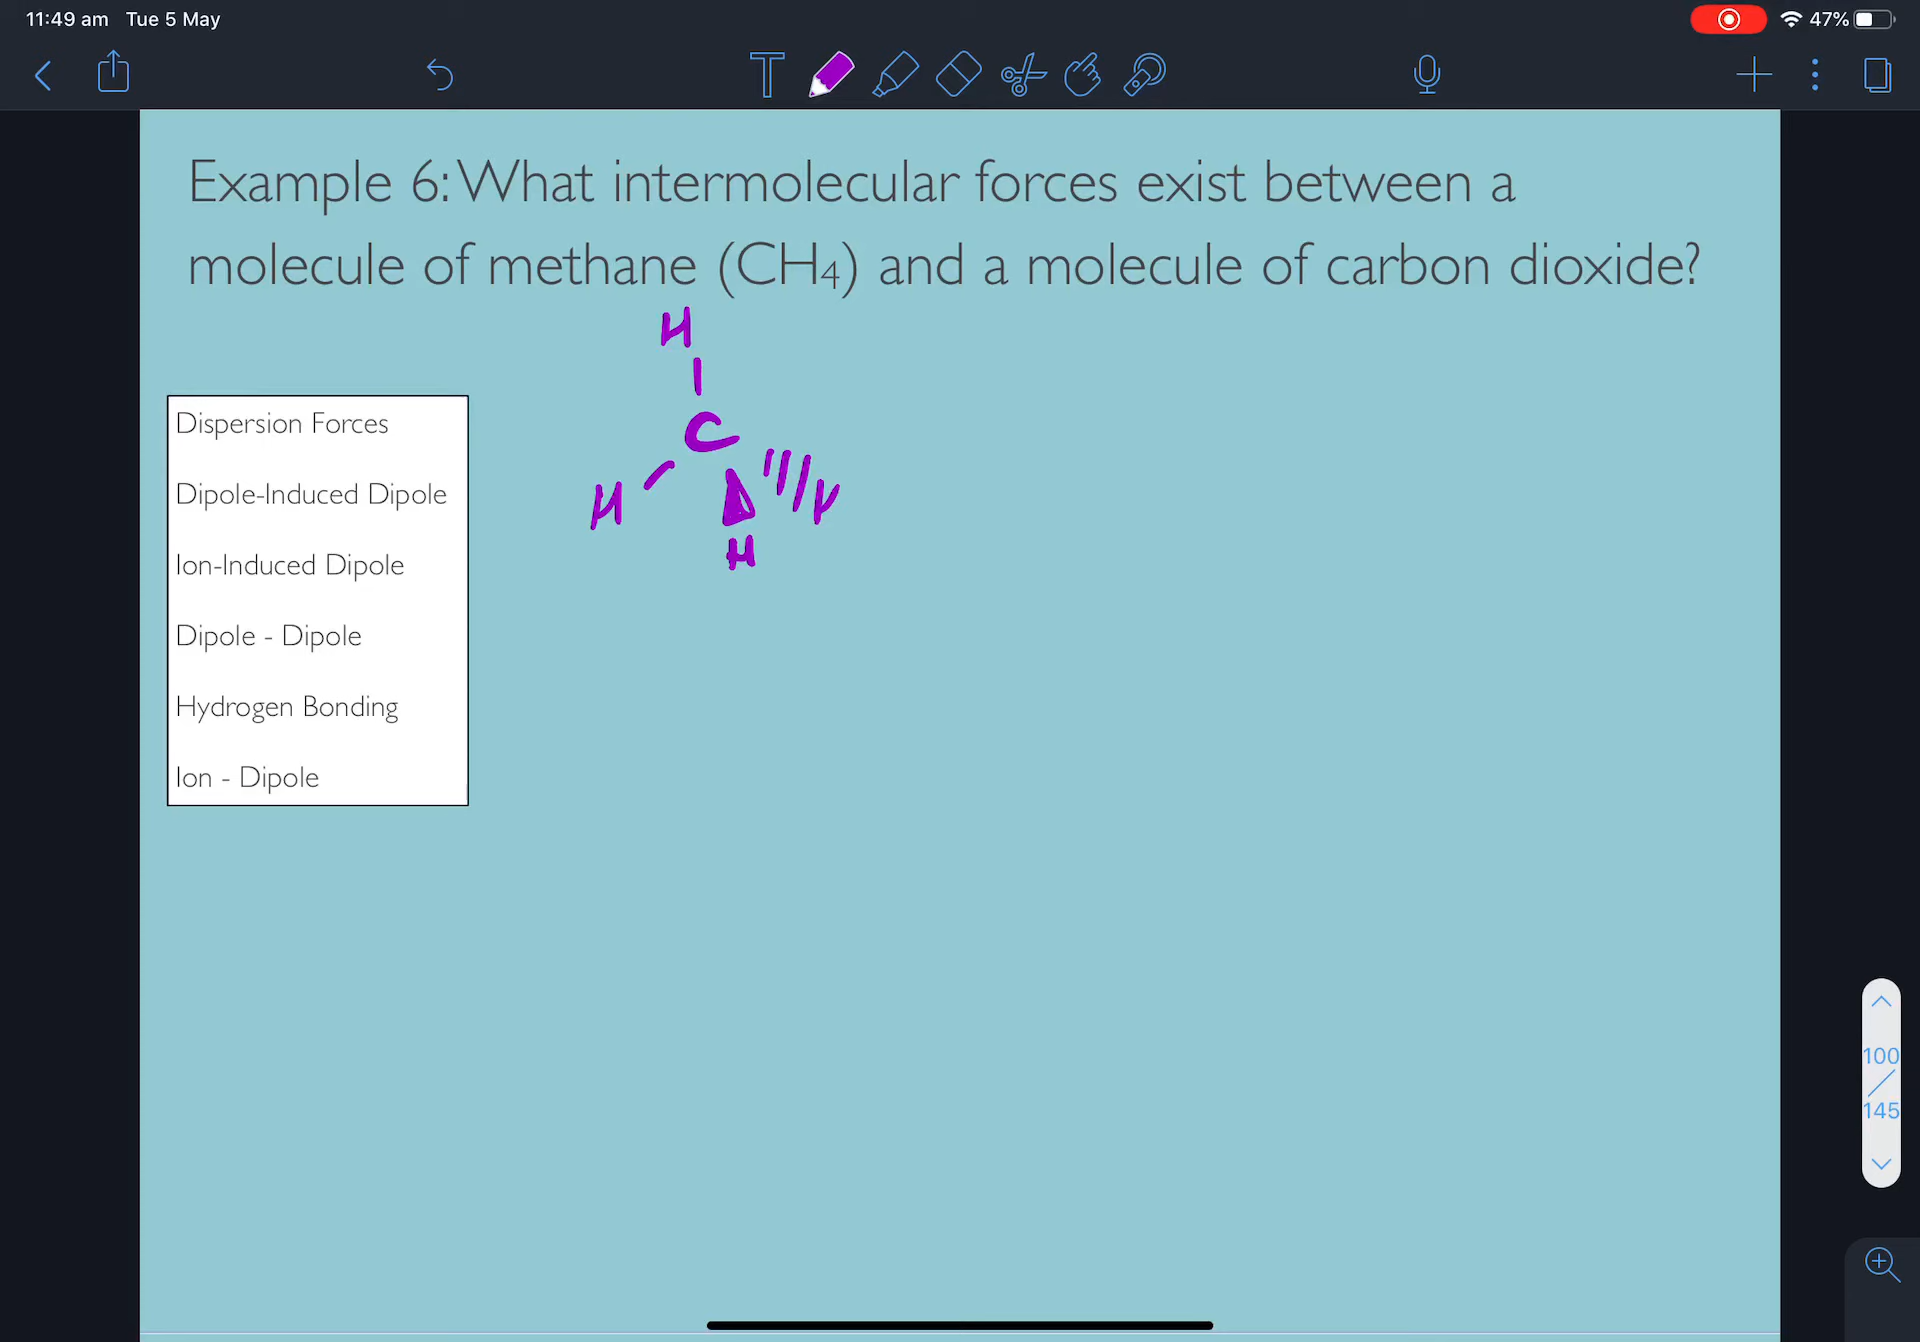 11:49 am Tue 5 May
47%
T
Example 6: What intermolecular forces exist between a
molecule of methane (CH₄) and a molecule of carbon dioxide?
H
C
H
H
Dispersion Forces
Dipole-Induced Dipole
Ion-Induced Dipole
Dipole - Dipole
Hydrogen Bonding
Ion - Dipole
100
145